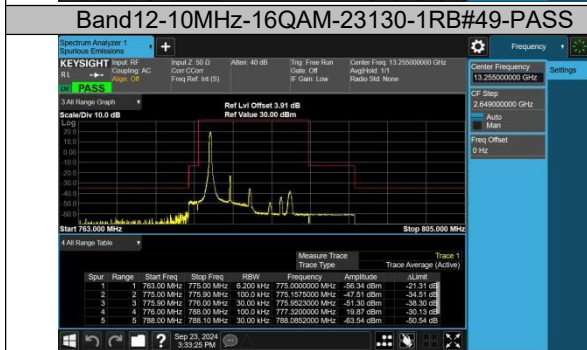 Band12-10MHz-16QAM-23130-1RB#49-PASS
Spectrum Analyzer 1
Spurious Emissions
Frequency
KEYSIGHT Input: RF Input Z: 50 Ω Atten: 40 dB Trig: Free Run Center Freq: 13.255000000 GHz
RL Coupling: AC Corr CCorr Gate: Off Avg|Hold: 1/1
Align: Off Freq Ref: Int (S) IF Gain: Low Radio Std: None
PASS
Center Frequency
13.255000000 GHz
Settings
CF Step
2.649000000 GHz
Auto
Man
Freq Offset
0 Hz
3 All Range Graph
Ref Lvl Offset 3.91 dB
Scale/Div 10.0 dB Ref Value 30.00 dBm
Log
20.0
10.0
0.00
-10.0
-20.0
-30.0
-40.0
-50.0
-60.0
Start 763.000 MHz Stop 805.000 MHz
4 All Range Table
Measure Trace Trace 1
Trace Type Trace Average (Active)
Spur Range Start Freq Stop Freq RBW Frequency Amplitude ΔLimit
1 1 763.00 MHz 775.00 MHz 6.200 kHz 775.0000000 MHz -56.34 dBm -21.31 dB
2 2 775.00 MHz 775.90 MHz 100.0 kHz 775.1575000 MHz -47.51 dBm -34.51 dB
3 3 775.90 MHz 776.00 MHz 30.00 kHz 775.9523000 MHz -51.30 dBm -38.30 dB
4 4 776.00 MHz 788.00 MHz 100.0 kHz 777.3200000 MHz 19.87 dBm -30.13 dB
5 5 788.00 MHz 788.10 MHz 30.00 kHz 788.0852000 MHz -63.54 dBm -50.54 dB
Sep 23, 2024
3:33:25 PM